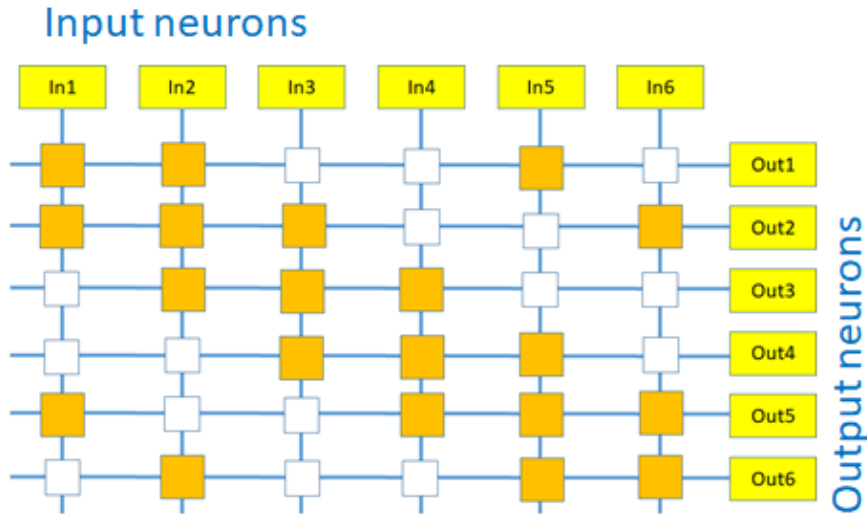 Input neurons
In1 In2 In3 In4 In5 In6
Out1
Out2
Out3
Out4
Out5
Out6
Output neurons